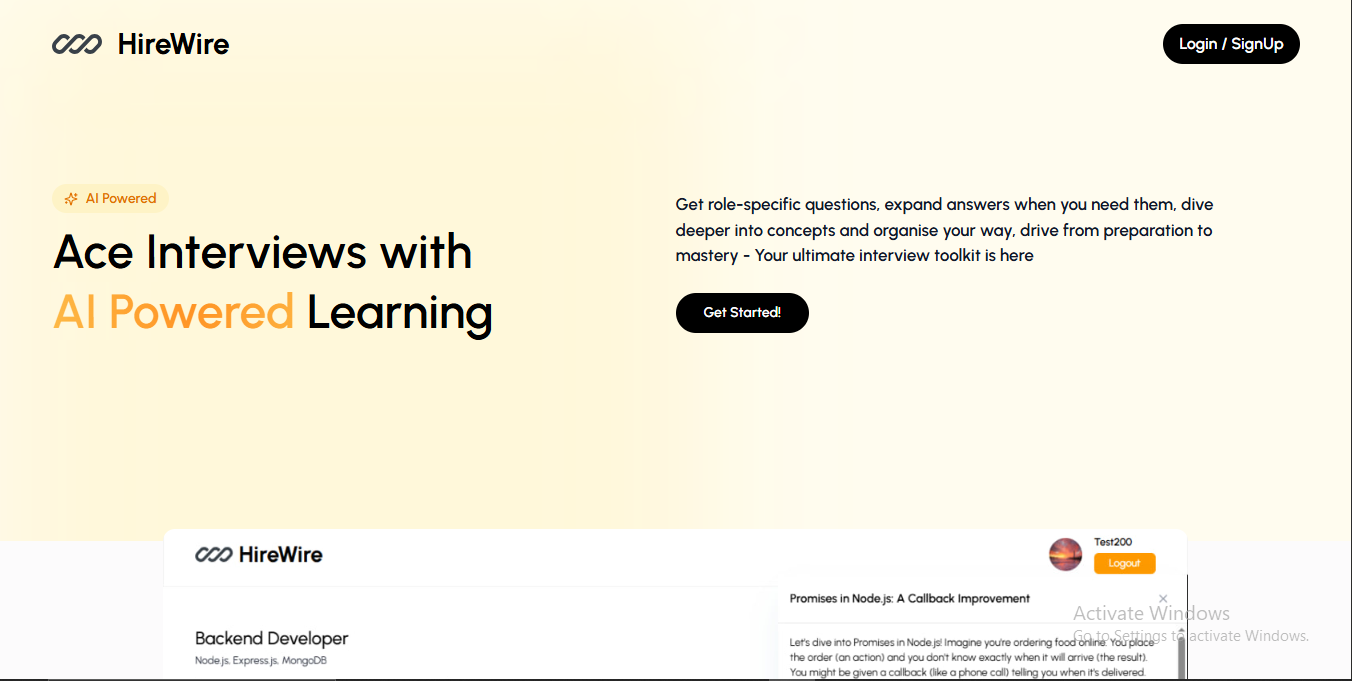 HireWire
Login / SignUp
AI Powered
Ace Interviews with
AI Powered Learning
Get role-specific questions, expand answers when you need them, dive
deeper into concepts and organise your way, drive from preparation to
mastery - Your ultimate interview toolkit is here
Get Started!
HireWire
Test200
Logout
Backend Developer
Node.js, Express.js, MongoDB
Promises in Node.js: A Callback Improvement
Let's dive into Promises in Node.js! Imagine you're ordering food online. You place
the order (an action) and you don't know exactly when it will arrive (the result).
You might be given a callback (like a phone call) telling you when it's delivered.
Activate Windows
Go to Settings to activate Windows.